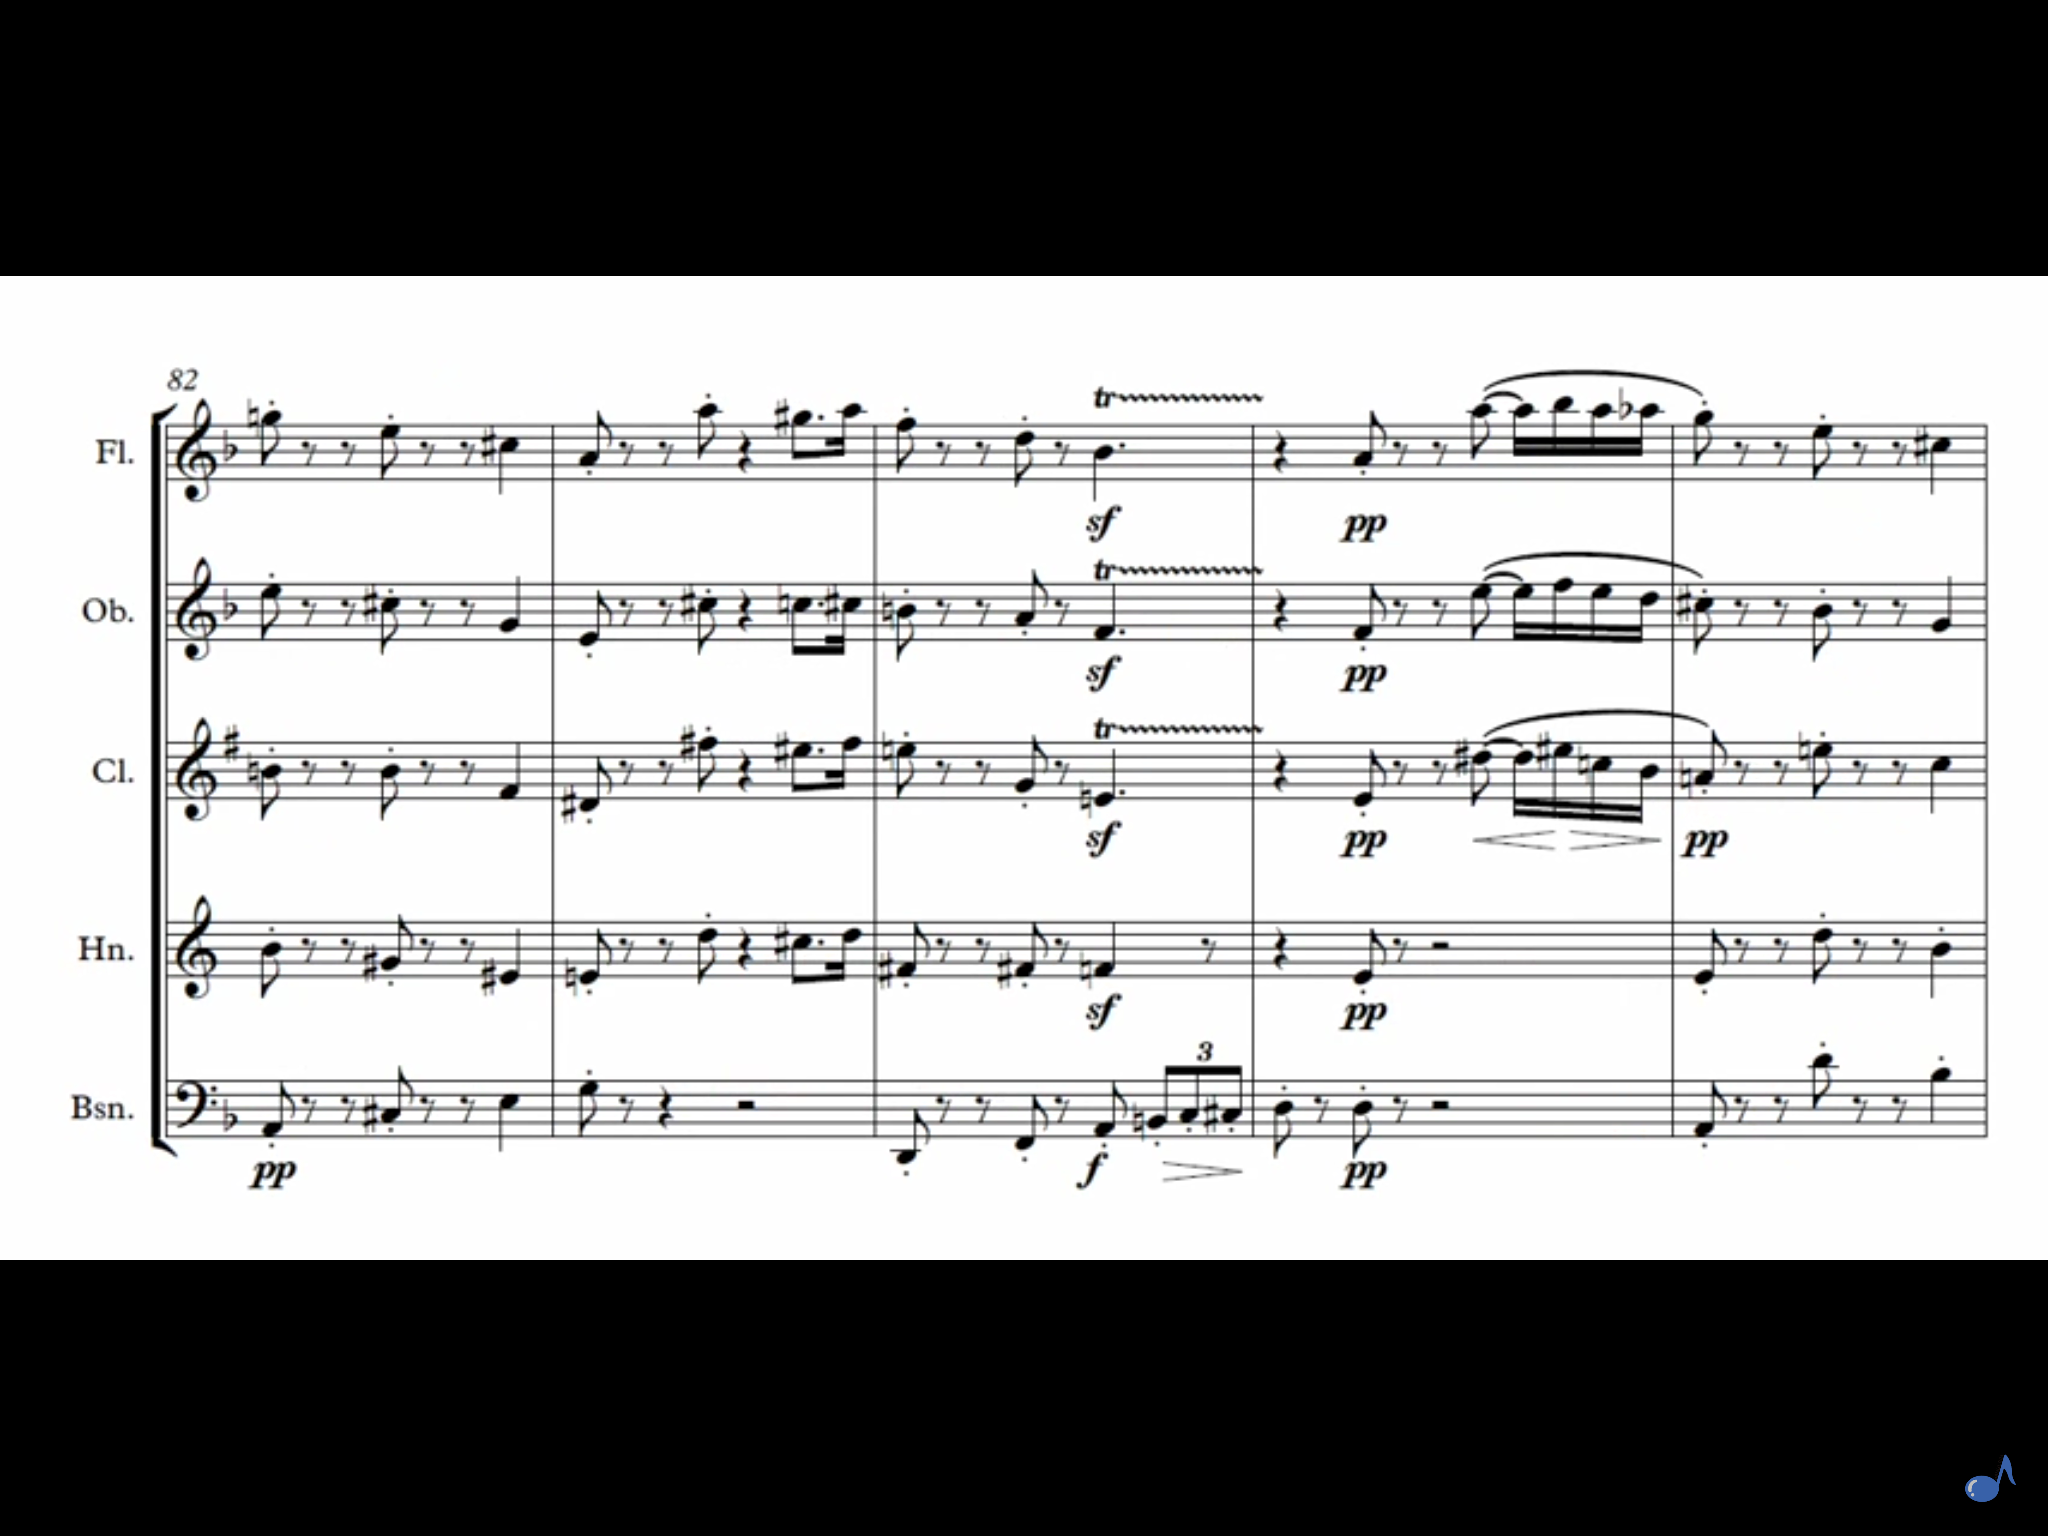 82
Fl.
tr
sf pp
Ob.
tr
sf pp
Cl.
tr
sf pp pp
Hn.
sf pp
Bsn.
3
pp f pp